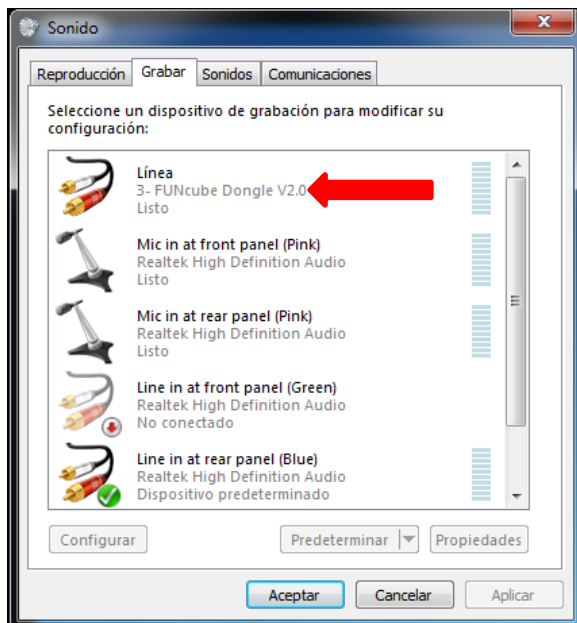 Sonido
Reproducción Grabar Sonidos Comunicaciones
Seleccione un dispositivo de grabación para modificar su
configuración:
Línea
3- FUNcube Dongle V2.0
Listo
Mic in at front panel (Pink)
Realtek High Definition Audio
Listo
Mic in at rear panel (Pink)
Realtek High Definition Audio
Listo
Line in at front panel (Green)
Realtek High Definition Audio
No conectado
Line in at rear panel (Blue)
Realtek High Definition Audio
Dispositivo predeterminado
Configurar Predeterminar Propiedades
Aceptar Cancelar Aplicar